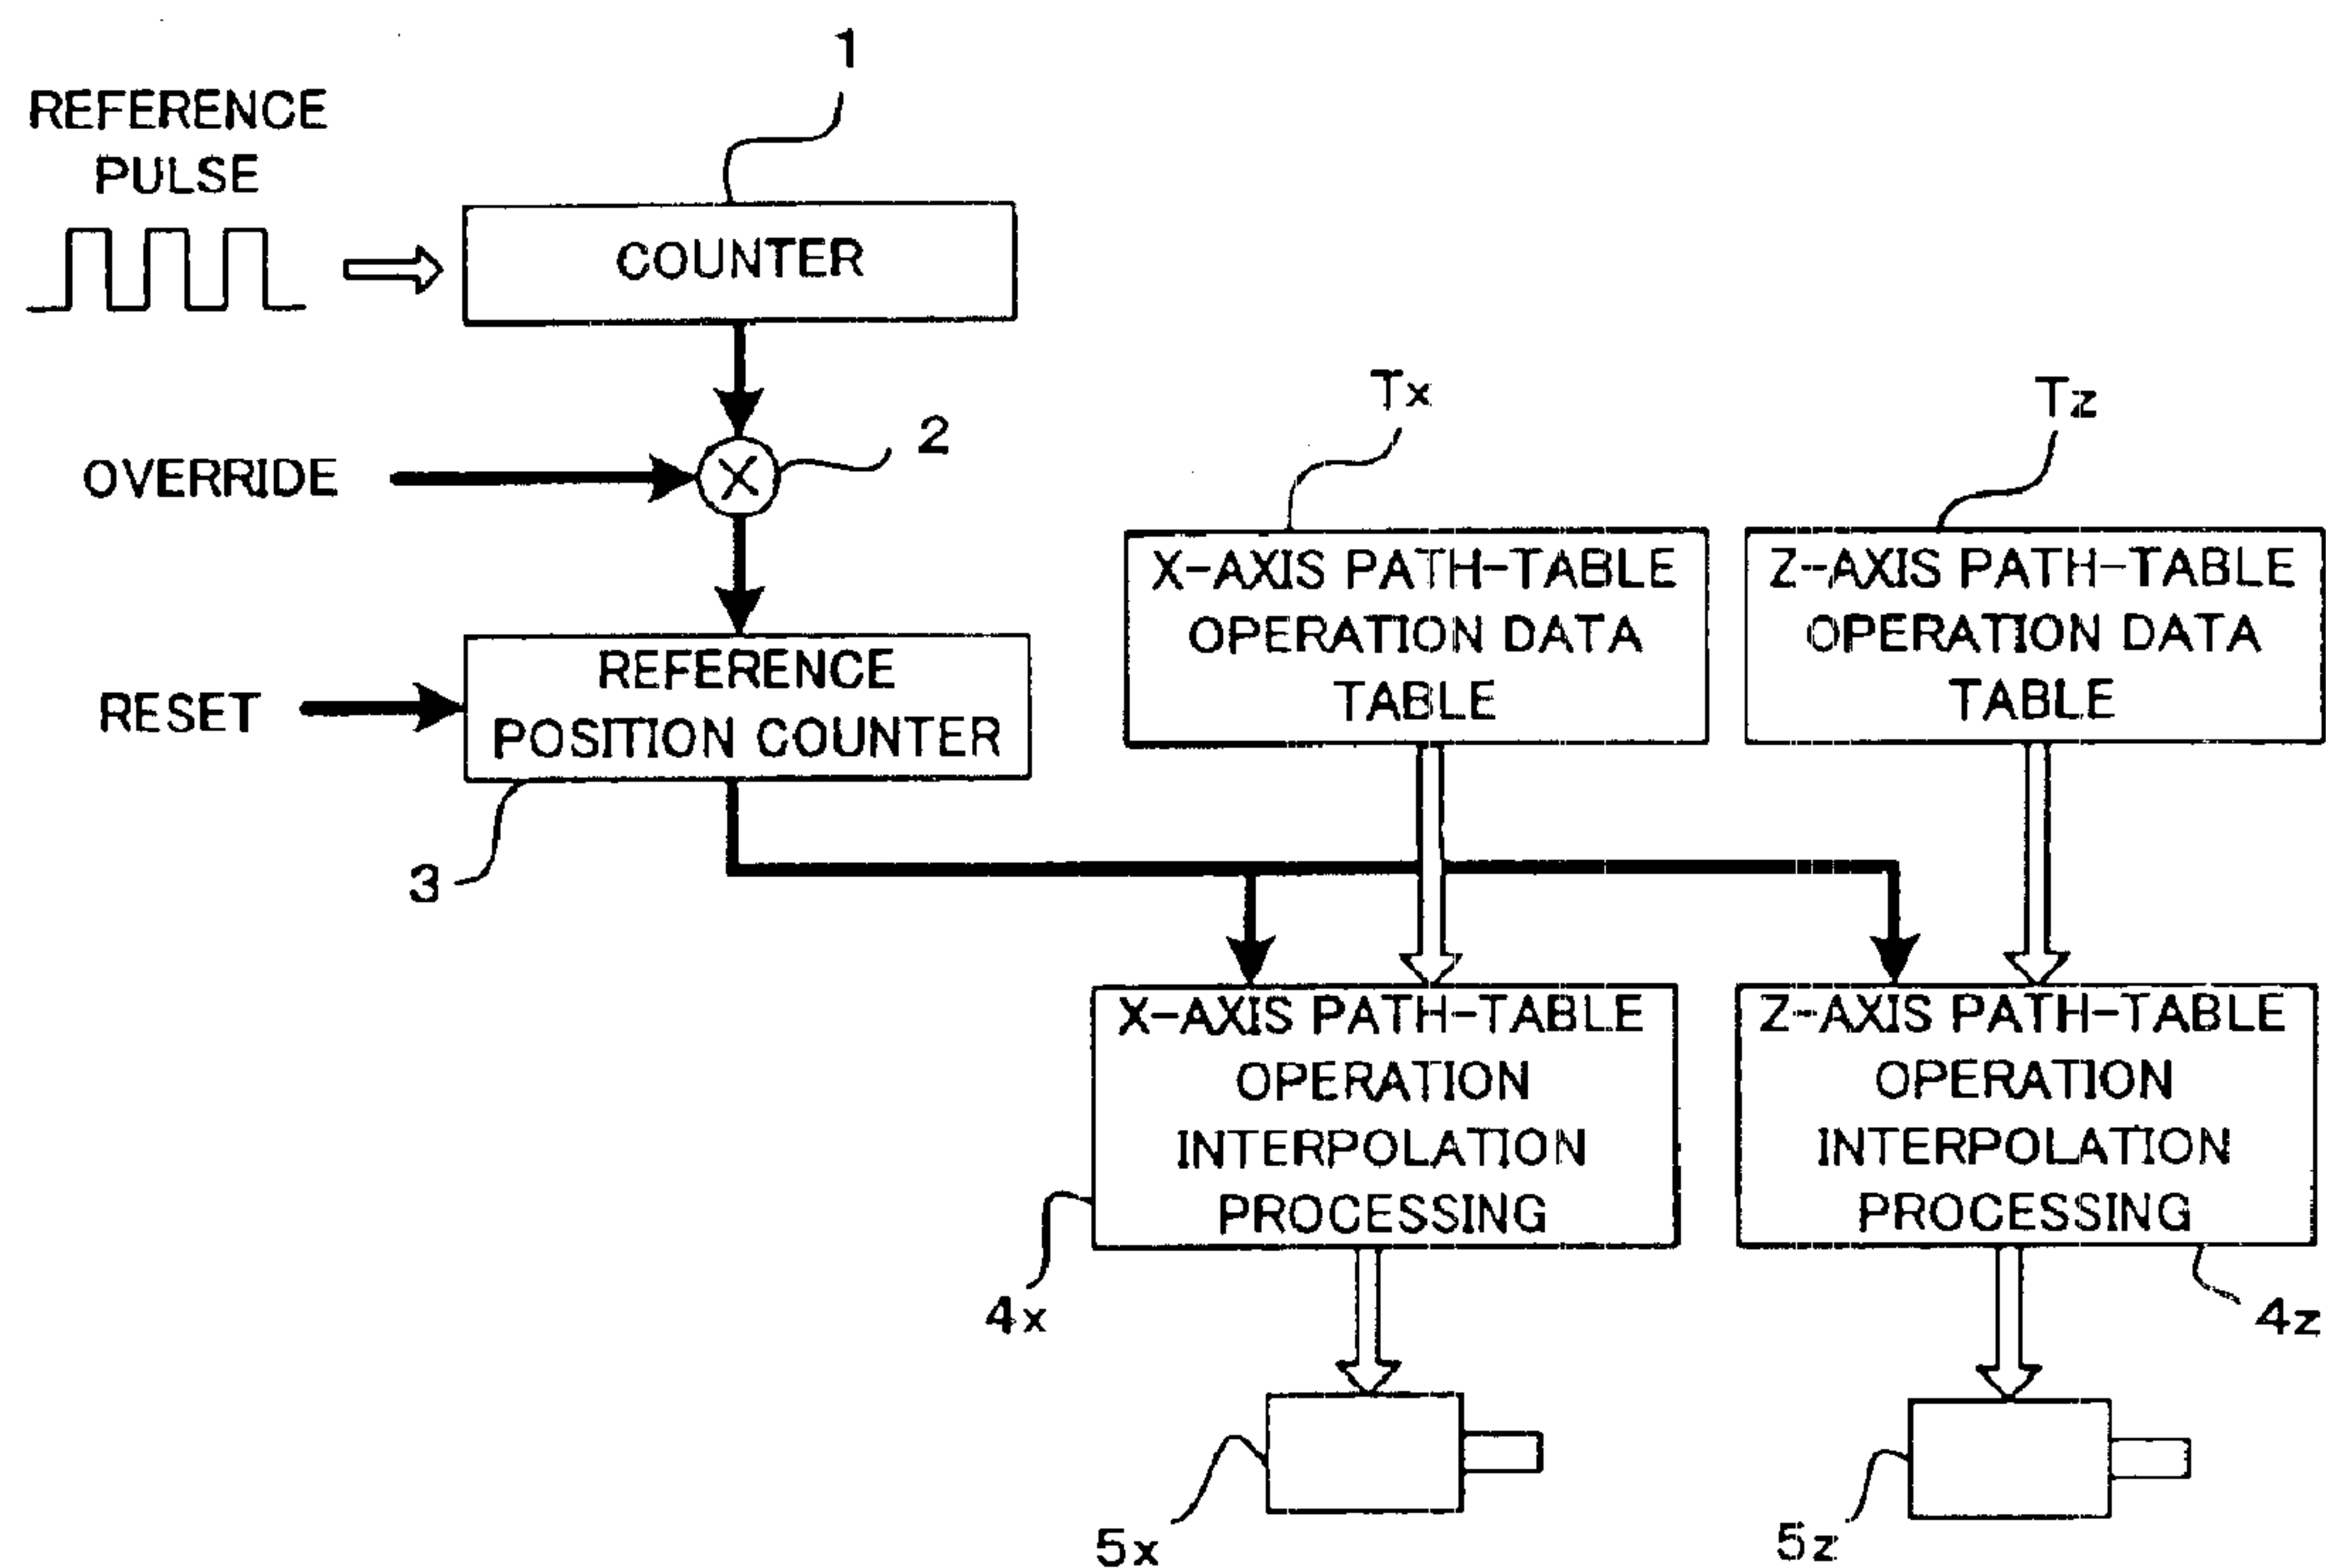 1
REFERENCE
PULSE
COUNTER
OVERRIDE
X
2
Tx
Tz
RESET
REFERENCE
POSITION COUNTER
3
X-AXIS PATH-TABLE
OPERATION DATA
TABLE
Z-AXIS PATH-TABLE
OPERATION DATA
TABLE
X-AXIS PATH-TABLE
OPERATION
INTERPOLATION
PROCESSING
4x
Z-AXIS PATH-TABLE
OPERATION
INTERPOLATION
PROCESSING
4z
5x
5z